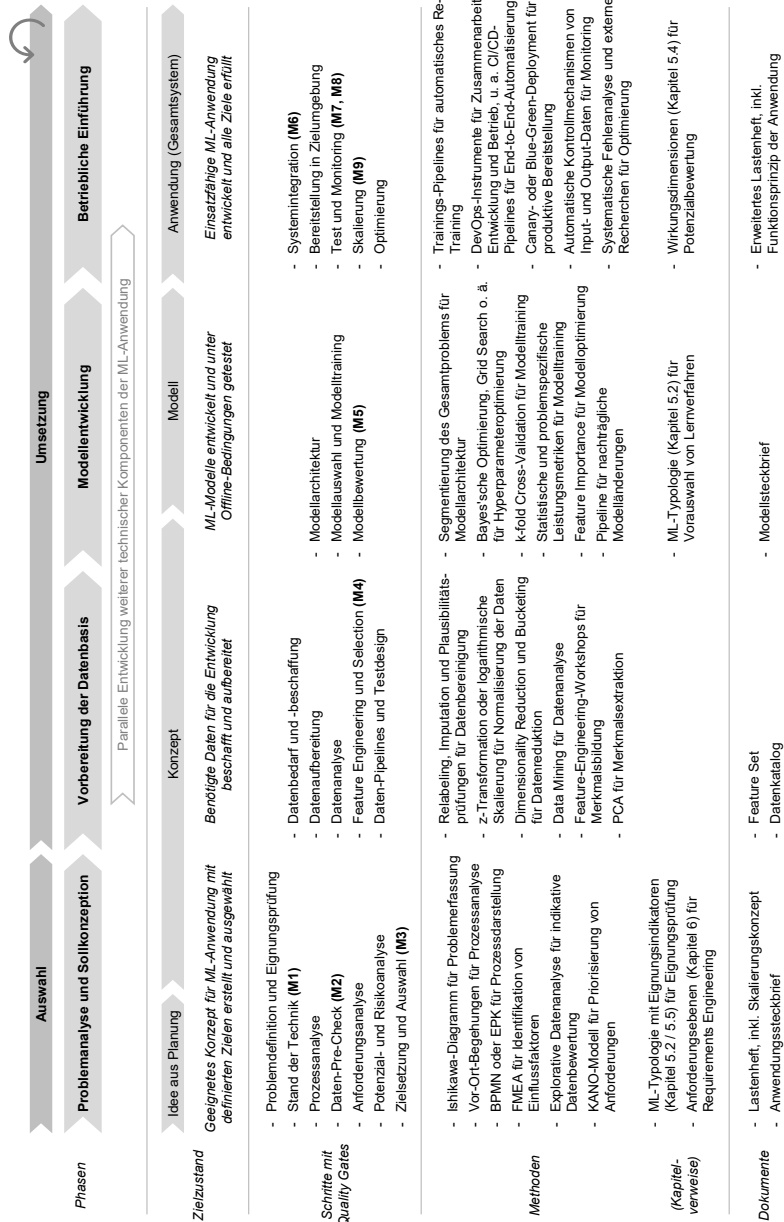 Auswahl
Umsetzung
Phasen
Problemanalyse und Sollkonzeption
Vorbereitung der Datenbasis
Modellentwicklung
Betriebliche Einführung
Parallele Entwicklung weiterer technischer Komponenten der ML-Anwendung
Zielzustand
Idee aus Planung
Konzept
Modell
Anwendung (Gesamtsystem)
Geeignetes Konzept für ML-Anwendung mit
definierten Zielen erstellt und ausgewählt
Benötigte Daten für die Entwicklung
beschafft und aufbereitet
ML-Modelle entwickelt und unter
Offline-Bedingungen getestet
Einsatzfähige ML-Anwendung
entwickelt und alle Ziele erfüllt
Schritte mit
Quality Gates
- Problemdefinition und Eignungsprüfung
- Stand der Technik (M1)
- Prozessanalyse
- Daten-Pre-Check (M2)
- Anforderungsanalyse
- Potenzial- und Risikoanalyse
- Zielsetzung und Auswahl (M3)
- Datenbedarf und -beschaffung
- Datenaufbereitung
- Datenanalyse
- Feature Engineering und Selection (M4)
- Daten-Pipelines und Testdesign
- Modellarchitektur
- Modellauswahl und Modelltraining
- Modellbewertung (M5)
- Systemintegration (M6)
- Bereitstellung in Zielumgebung
- Test und Monitoring (M7, M8)
- Skalierung (M9)
- Optimierung
Methoden
- Ishikawa-Diagramm für Problemerfassung
- Vor-Ort-Begehungen für Prozessanalyse
- BPMN oder EPK für Prozessdarstellung
- FMEA für Identifikation von
Einflussfaktoren
- Explorative Datenanalyse für indikative
Datenbewertung
- KANO-Modell für Priorisierung von
Anforderungen
- Relabeling, Imputation und Plausibilitäts-
prüfungen für Datenbereinigung
- z-Transformation oder logarithmische
Skalierung für Normalisierung der Daten
- Dimensionality Reduction und Bucketing
für Datenreduktion
- Data Mining für Datenanalyse
- Feature-Engineering-Workshops für
Merkmalsbildung
- PCA für Merkmalsextraktion
- Segmentierung des Gesamtproblems für
Modellarchitektur
- Bayes'sche Optimierung, Grid Search o. ä.
für Hyperparameteroptimierung
- k-fold Cross-Validation für Modelltraining
- Statistische und problemspezifische
Leistungsmetriken für Modelltraining
- Feature Importance für Modelloptimierung
- Pipeline für nachträgliche
Modelländerungen
- Trainings-Pipelines für automatisches Re-
Training
- DevOps-Instrumente für Zusammenarbeit
Entwicklung und Betrieb, u. a. CI/CD-
Pipelines für End-to-End-Automatisierung
- Canary- oder Blue-Green-Deployment für
produktive Bereitstellung
- Automatische Kontrollmechanismen von
Input- und Output-Daten für Monitoring
- Systematische Fehleranalyse und externe
Recherchen für Optimierung
(Kapitel-
verweise)
- ML-Typologie mit Eignungsindikatoren
(Kapitel 5.2 / 5.5) für Eignungsprüfung
- Anforderungsebenen (Kapitel 6) für
Requirements Engineering
- ML-Typologie (Kapitel 5.2) für
Vorauswahl von Lernverfahren
- Wirkungsdimensionen (Kapitel 5.4) für
Potenzialbewertung
Dokumente
- Lastenheft, inkl. Skalierungskonzept
- Anwendungssteckbrief
- Feature Set
- Datenkatalog
- Modellsteckbrief
- Erweitertes Lastenheft, inkl.
Funktionsprinzip der Anwendung